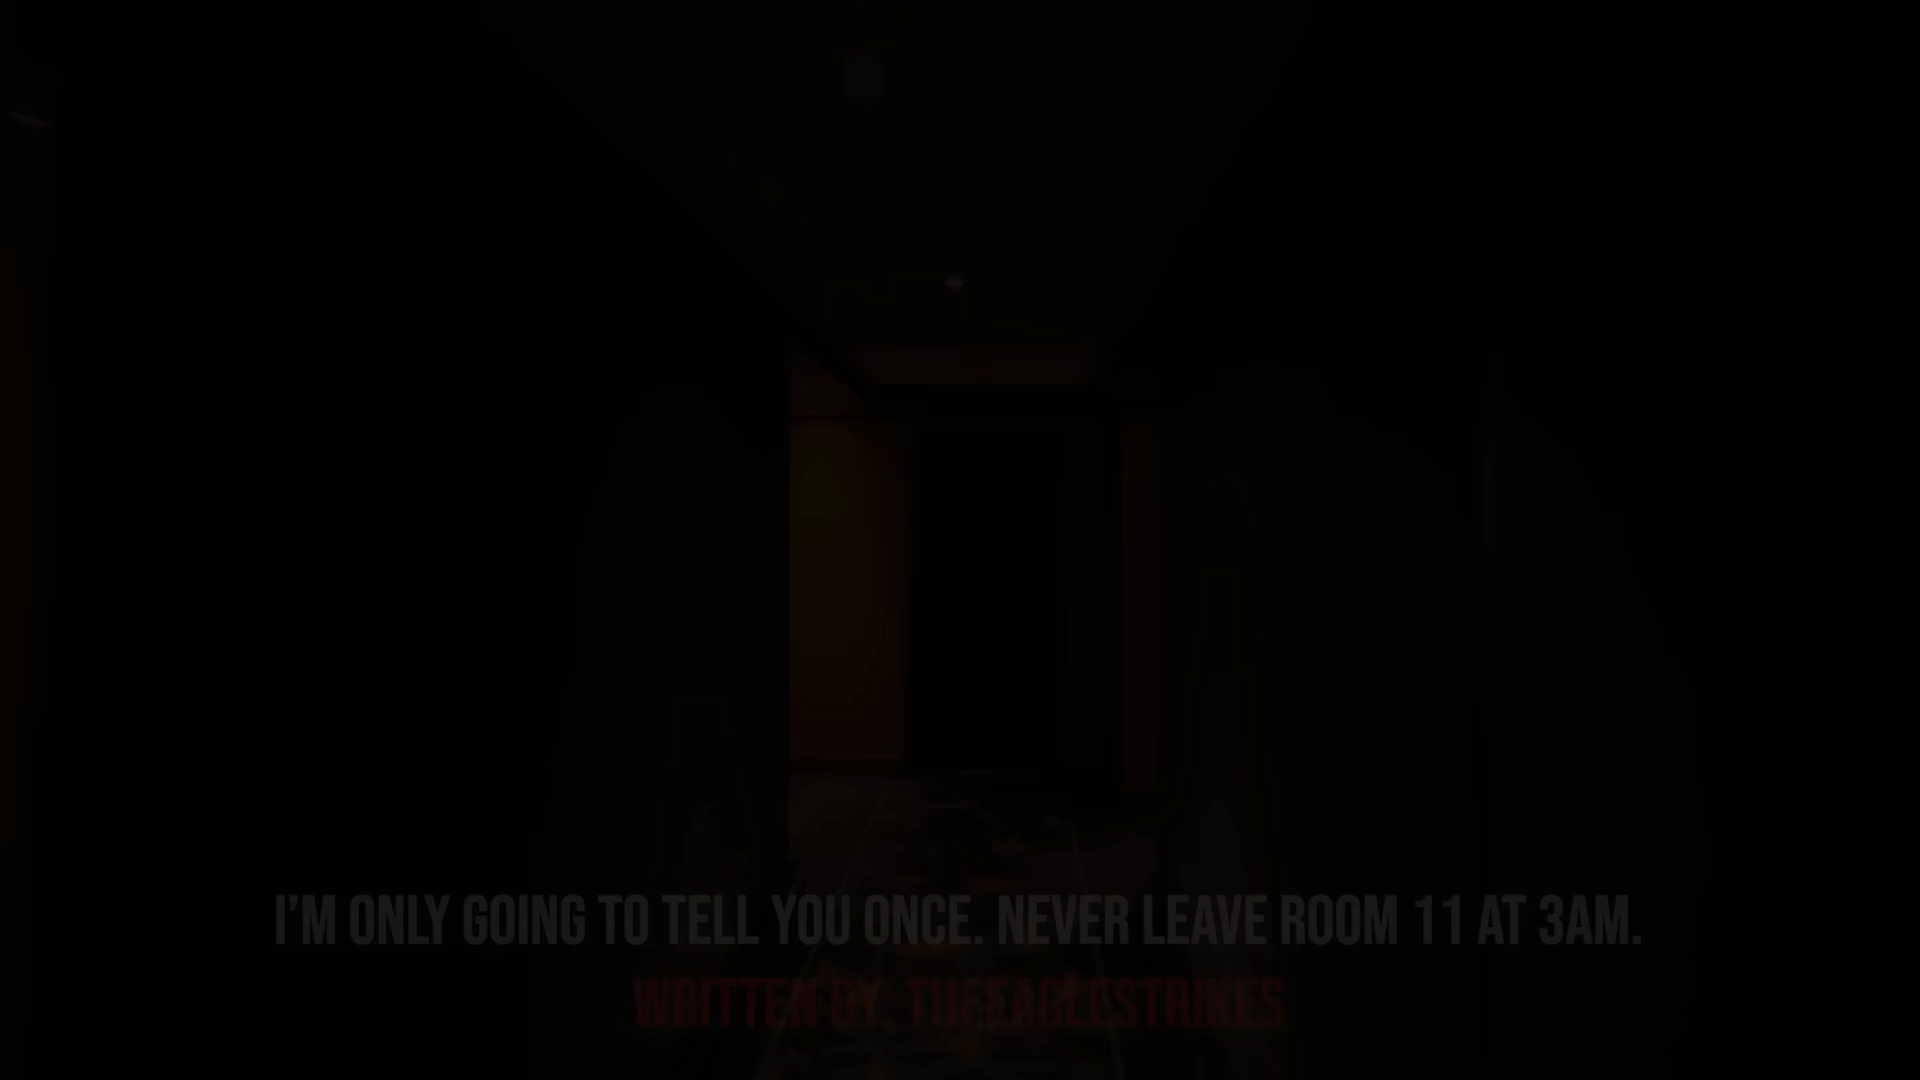 I’M ONLY GOING TO TELL YOU ONCE. NEVER LEAVE ROOM 11 AT 3AM.
WRITTEN BY: THEEAGLESTRIKES